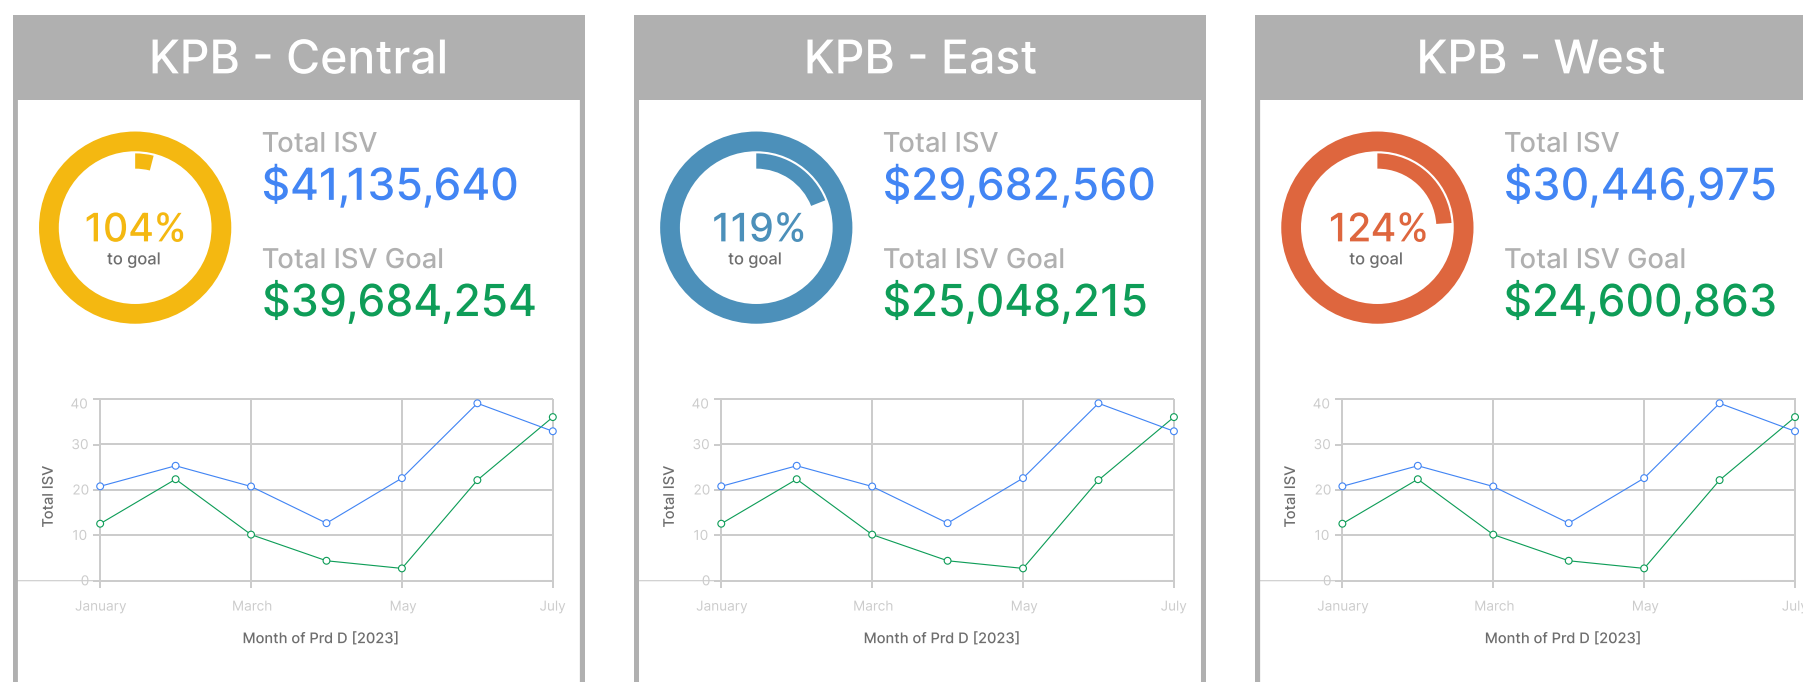 KPB - Central
Total ISV
$41,135,640
104%
to goal
Total ISV Goal
$39,684,254
40
30
20
10
0
Total ISV
January March May July
Month of Prd D [2023]
KPB - East
Total ISV
$29,682,560
119%
to goal
Total ISV Goal
$25,048,215
40
30
20
10
0
Total ISV
January March May July
Month of Prd D [2023]
KPB - West
Total ISV
$30,446,975
124%
to goal
Total ISV Goal
$24,600,863
40
30
20
10
0
Total ISV
January March May July
Month of Prd D [2023]